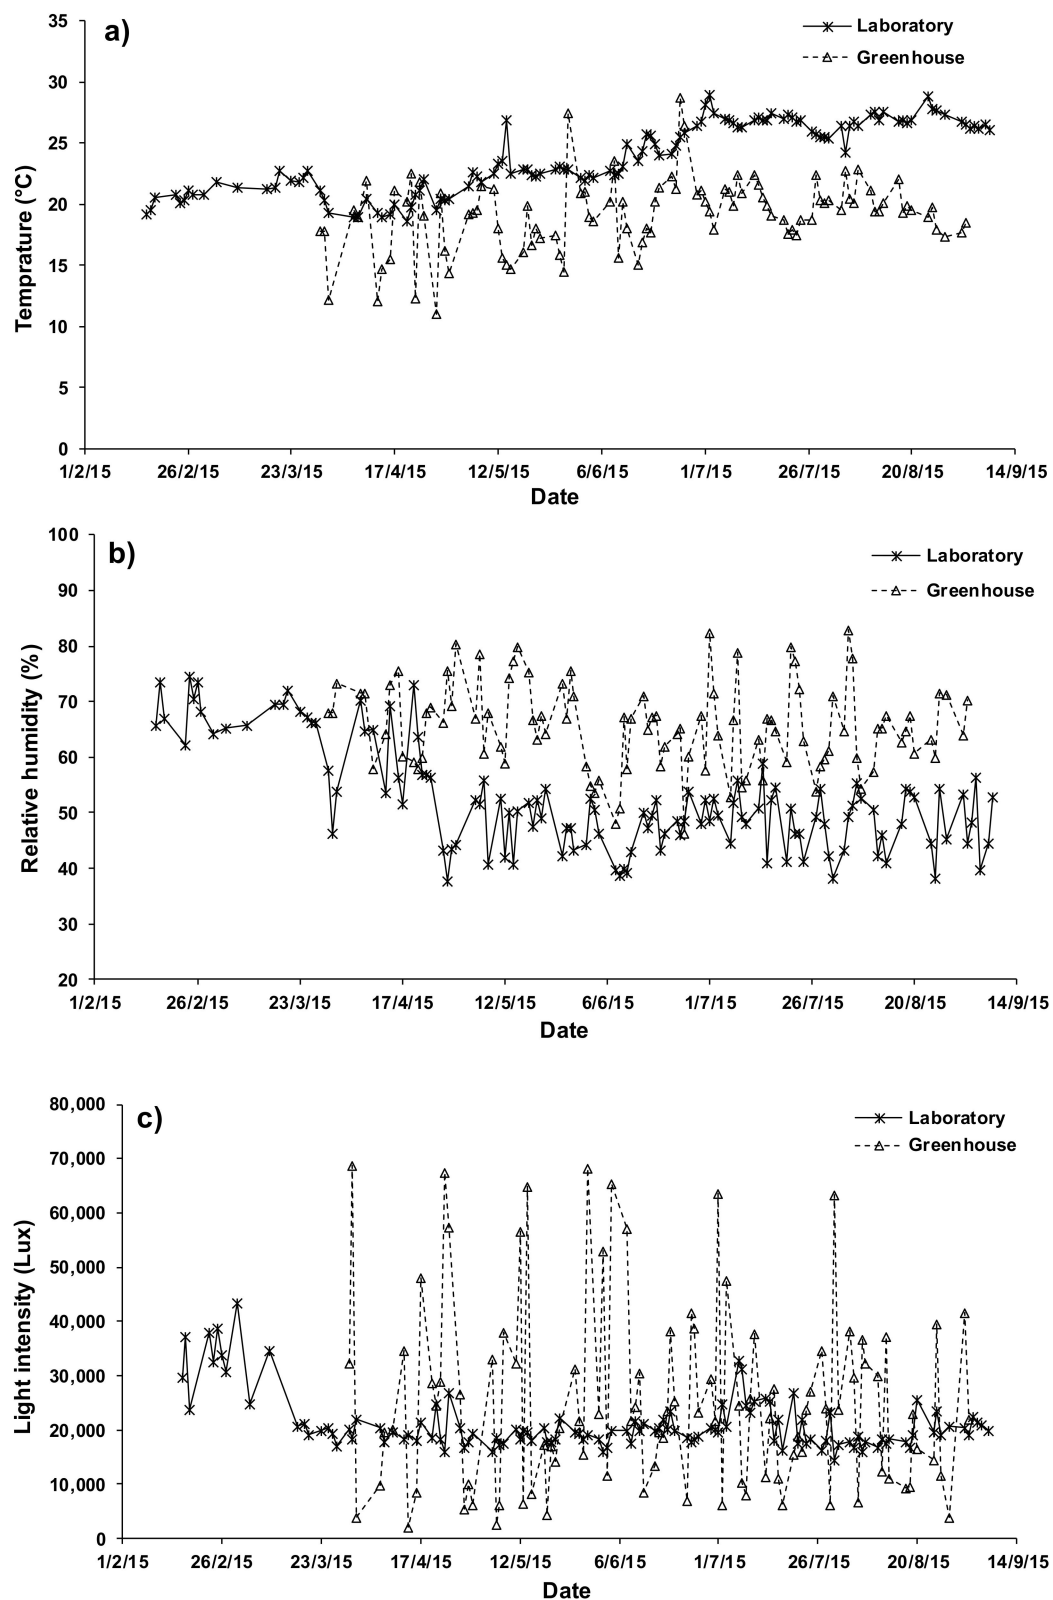 a)
Laboratory
Greenhouse
35
30
25
20
15
10
5
0
Temprature (°C)
1/2/15 26/2/15 23/3/15 17/4/15 12/5/15 6/6/15 1/7/15 26/7/15 20/8/15 14/9/15
Date
b)
Laboratory
Greenhouse
100
90
80
70
60
50
40
30
20
Relative humidity (%)
1/2/15 26/2/15 23/3/15 17/4/15 12/5/15 6/6/15 1/7/15 26/7/15 20/8/15 14/9/15
Date
c)
Laboratory
Greenhouse
80,000
70,000
60,000
50,000
40,000
30,000
20,000
10,000
0
Light intensity (Lux)
1/2/15 26/2/15 23/3/15 17/4/15 12/5/15 6/6/15 1/7/15 26/7/15 20/8/15 14/9/15
Date